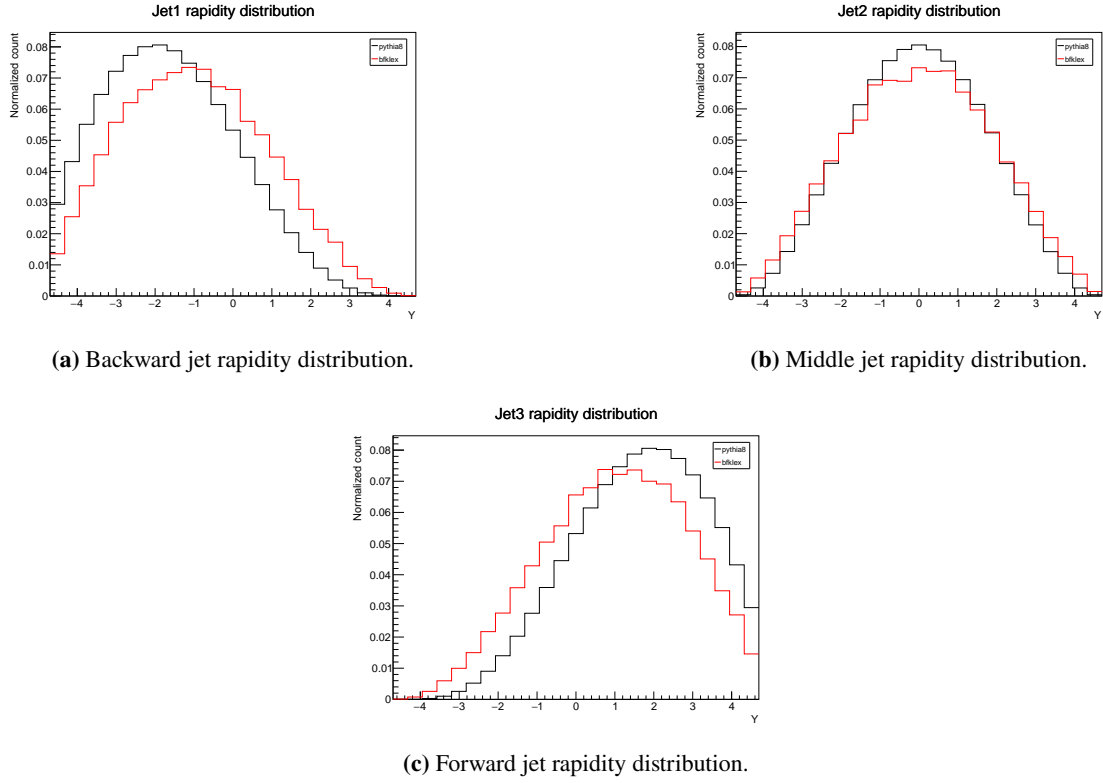 Jet1 rapidity distribution
Normalized count
0.08
0.07
0.06
0.05
0.04
0.03
0.02
0.01
0
−4 −3 −2 −1 0 1 2 3 4
Y
pythia8
bfklex
(a) Backward jet rapidity distribution.
Jet2 rapidity distribution
Normalized count
0.08
0.07
0.06
0.05
0.04
0.03
0.02
0.01
0
−4 −3 −2 −1 0 1 2 3 4
Y
pythia8
bfklex
(b) Middle jet rapidity distribution.
Jet3 rapidity distribution
Normalized count
0.08
0.07
0.06
0.05
0.04
0.03
0.02
0.01
0
−4 −3 −2 −1 0 1 2 3 4
Y
pythia8
bfklex
(c) Forward jet rapidity distribution.